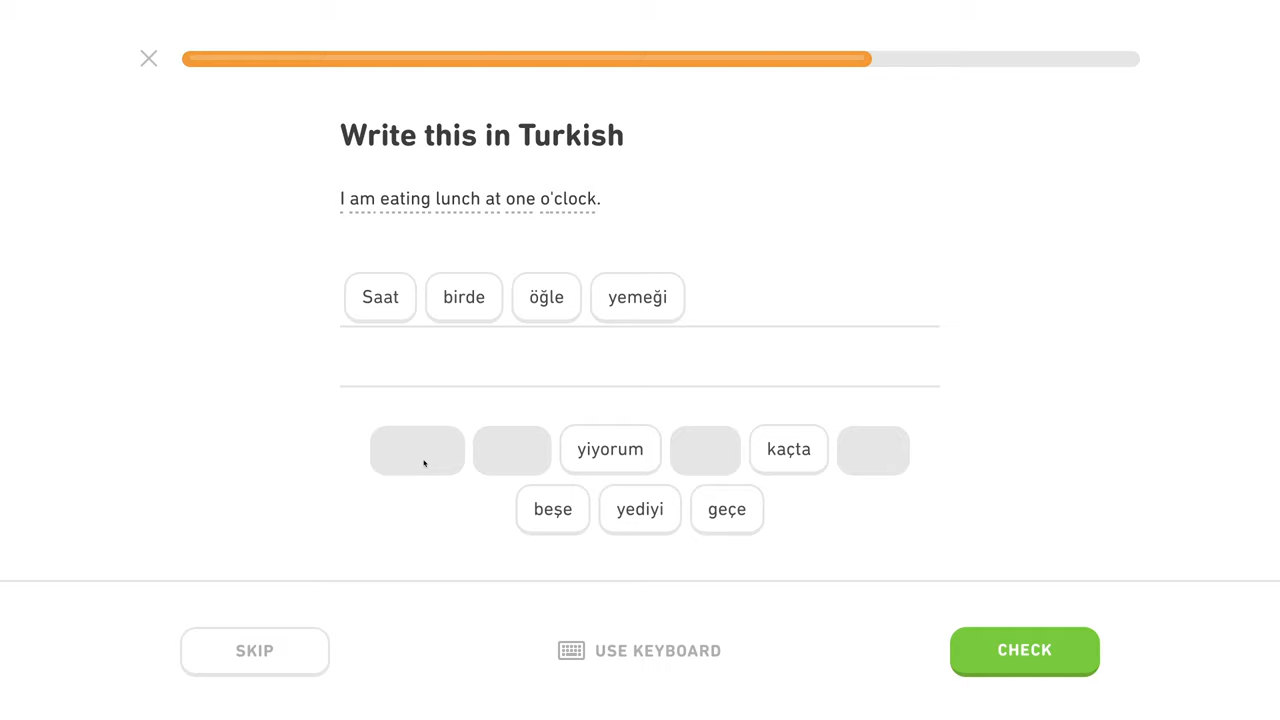 Write this in Turkish
I am eating lunch at one o'clock.
Saat birde öğle yemeği
yiyorum kaçta
beşe yediyi geçe
SKIP USE KEYBOARD CHECK